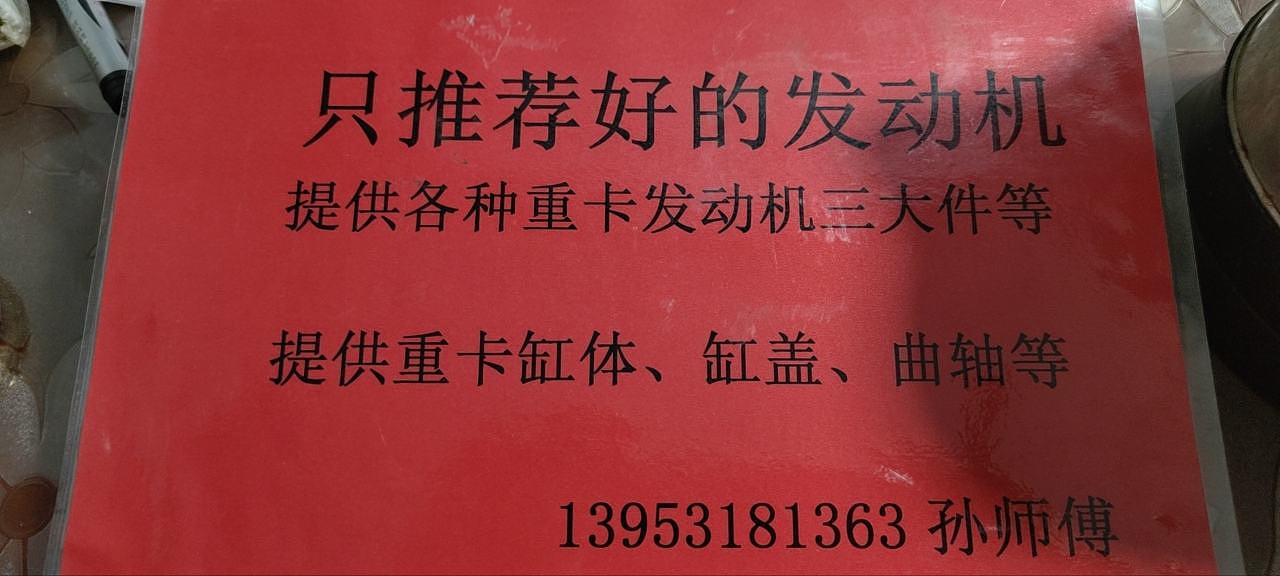 只推荐好的发动机
提供各种重卡发动机三大件等
提供重卡缸体、缸盖、曲轴等
13953181363 孙师傅